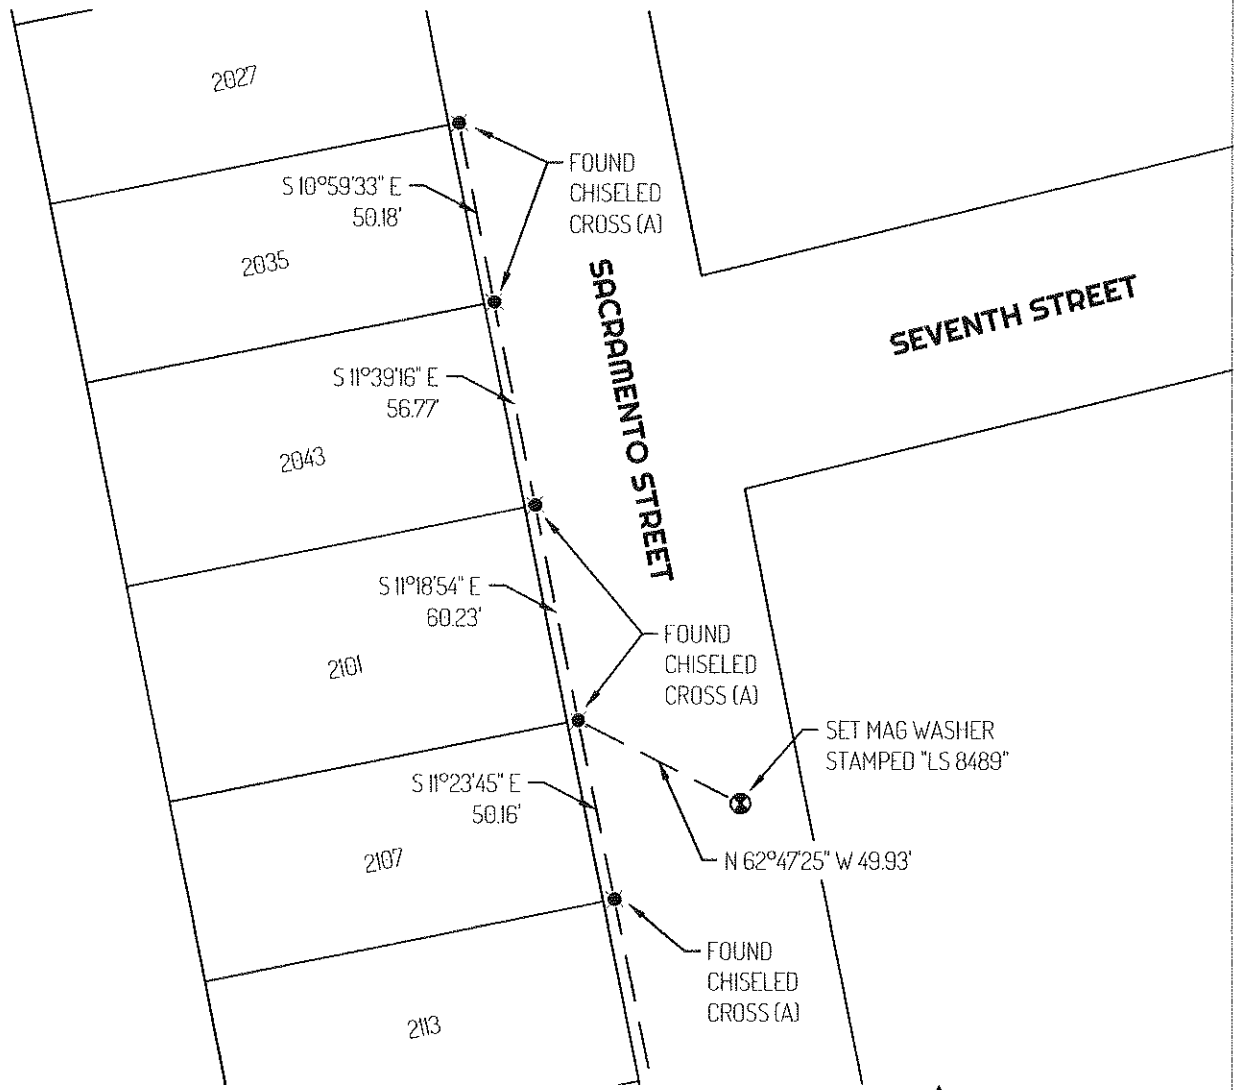 2027
FOUND
CHISELED
CROSS (A)
S 10°59'33" E
50.18'
2035
SACRAMENTO STREET
SEVENTH STREET
S 11°39'16" E
56.77'
2043
S 11°18'54" E
60.23'
FOUND
CHISELED
CROSS (A)
2101
SET MAG WASHER
STAMPED "LS 8489"
S 11°23'45" E
50.16'
2107
N 62°47'25" W 49.93'
FOUND
CHISELED
CROSS (A)
2113